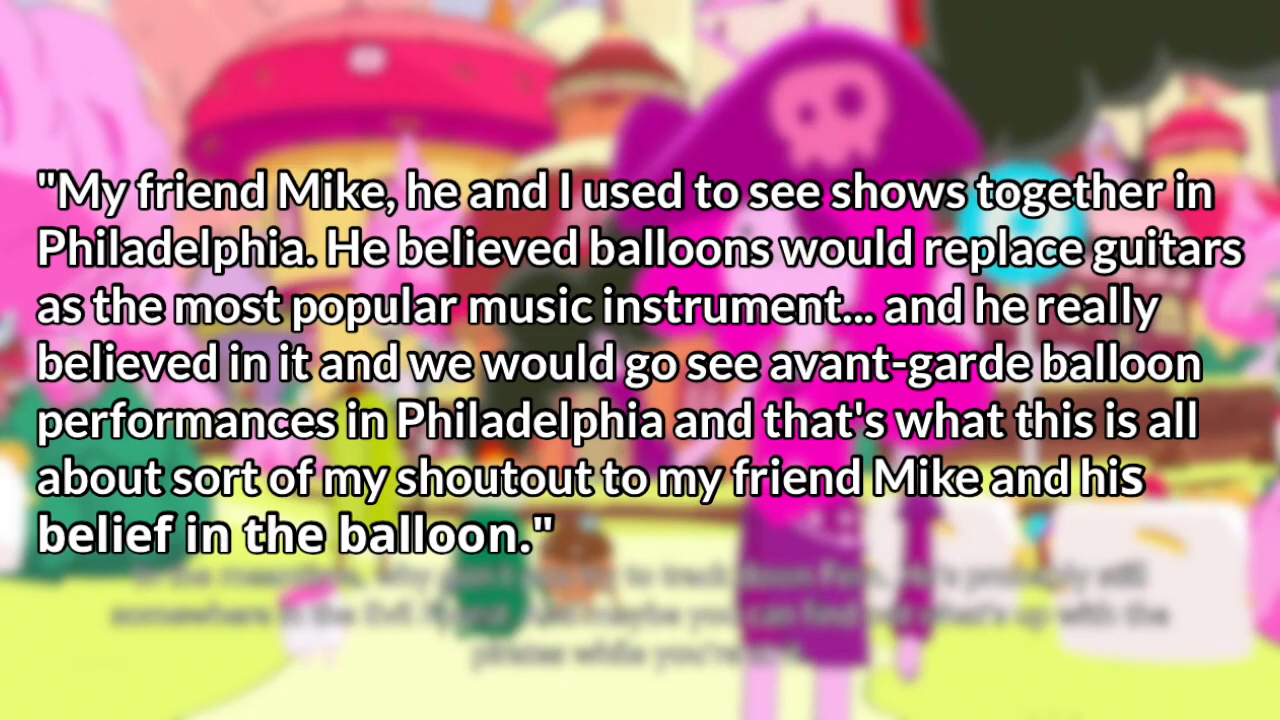 "My friend Mike, he and I used to see shows together in
Philadelphia. He believed balloons would replace guitars
as the most popular music instrument... and he really
believed in it and we would go see avant-garde balloon
performances in Philadelphia and that's what this is all
about sort of my shoutout to my friend Mike and his
belief in the balloon."